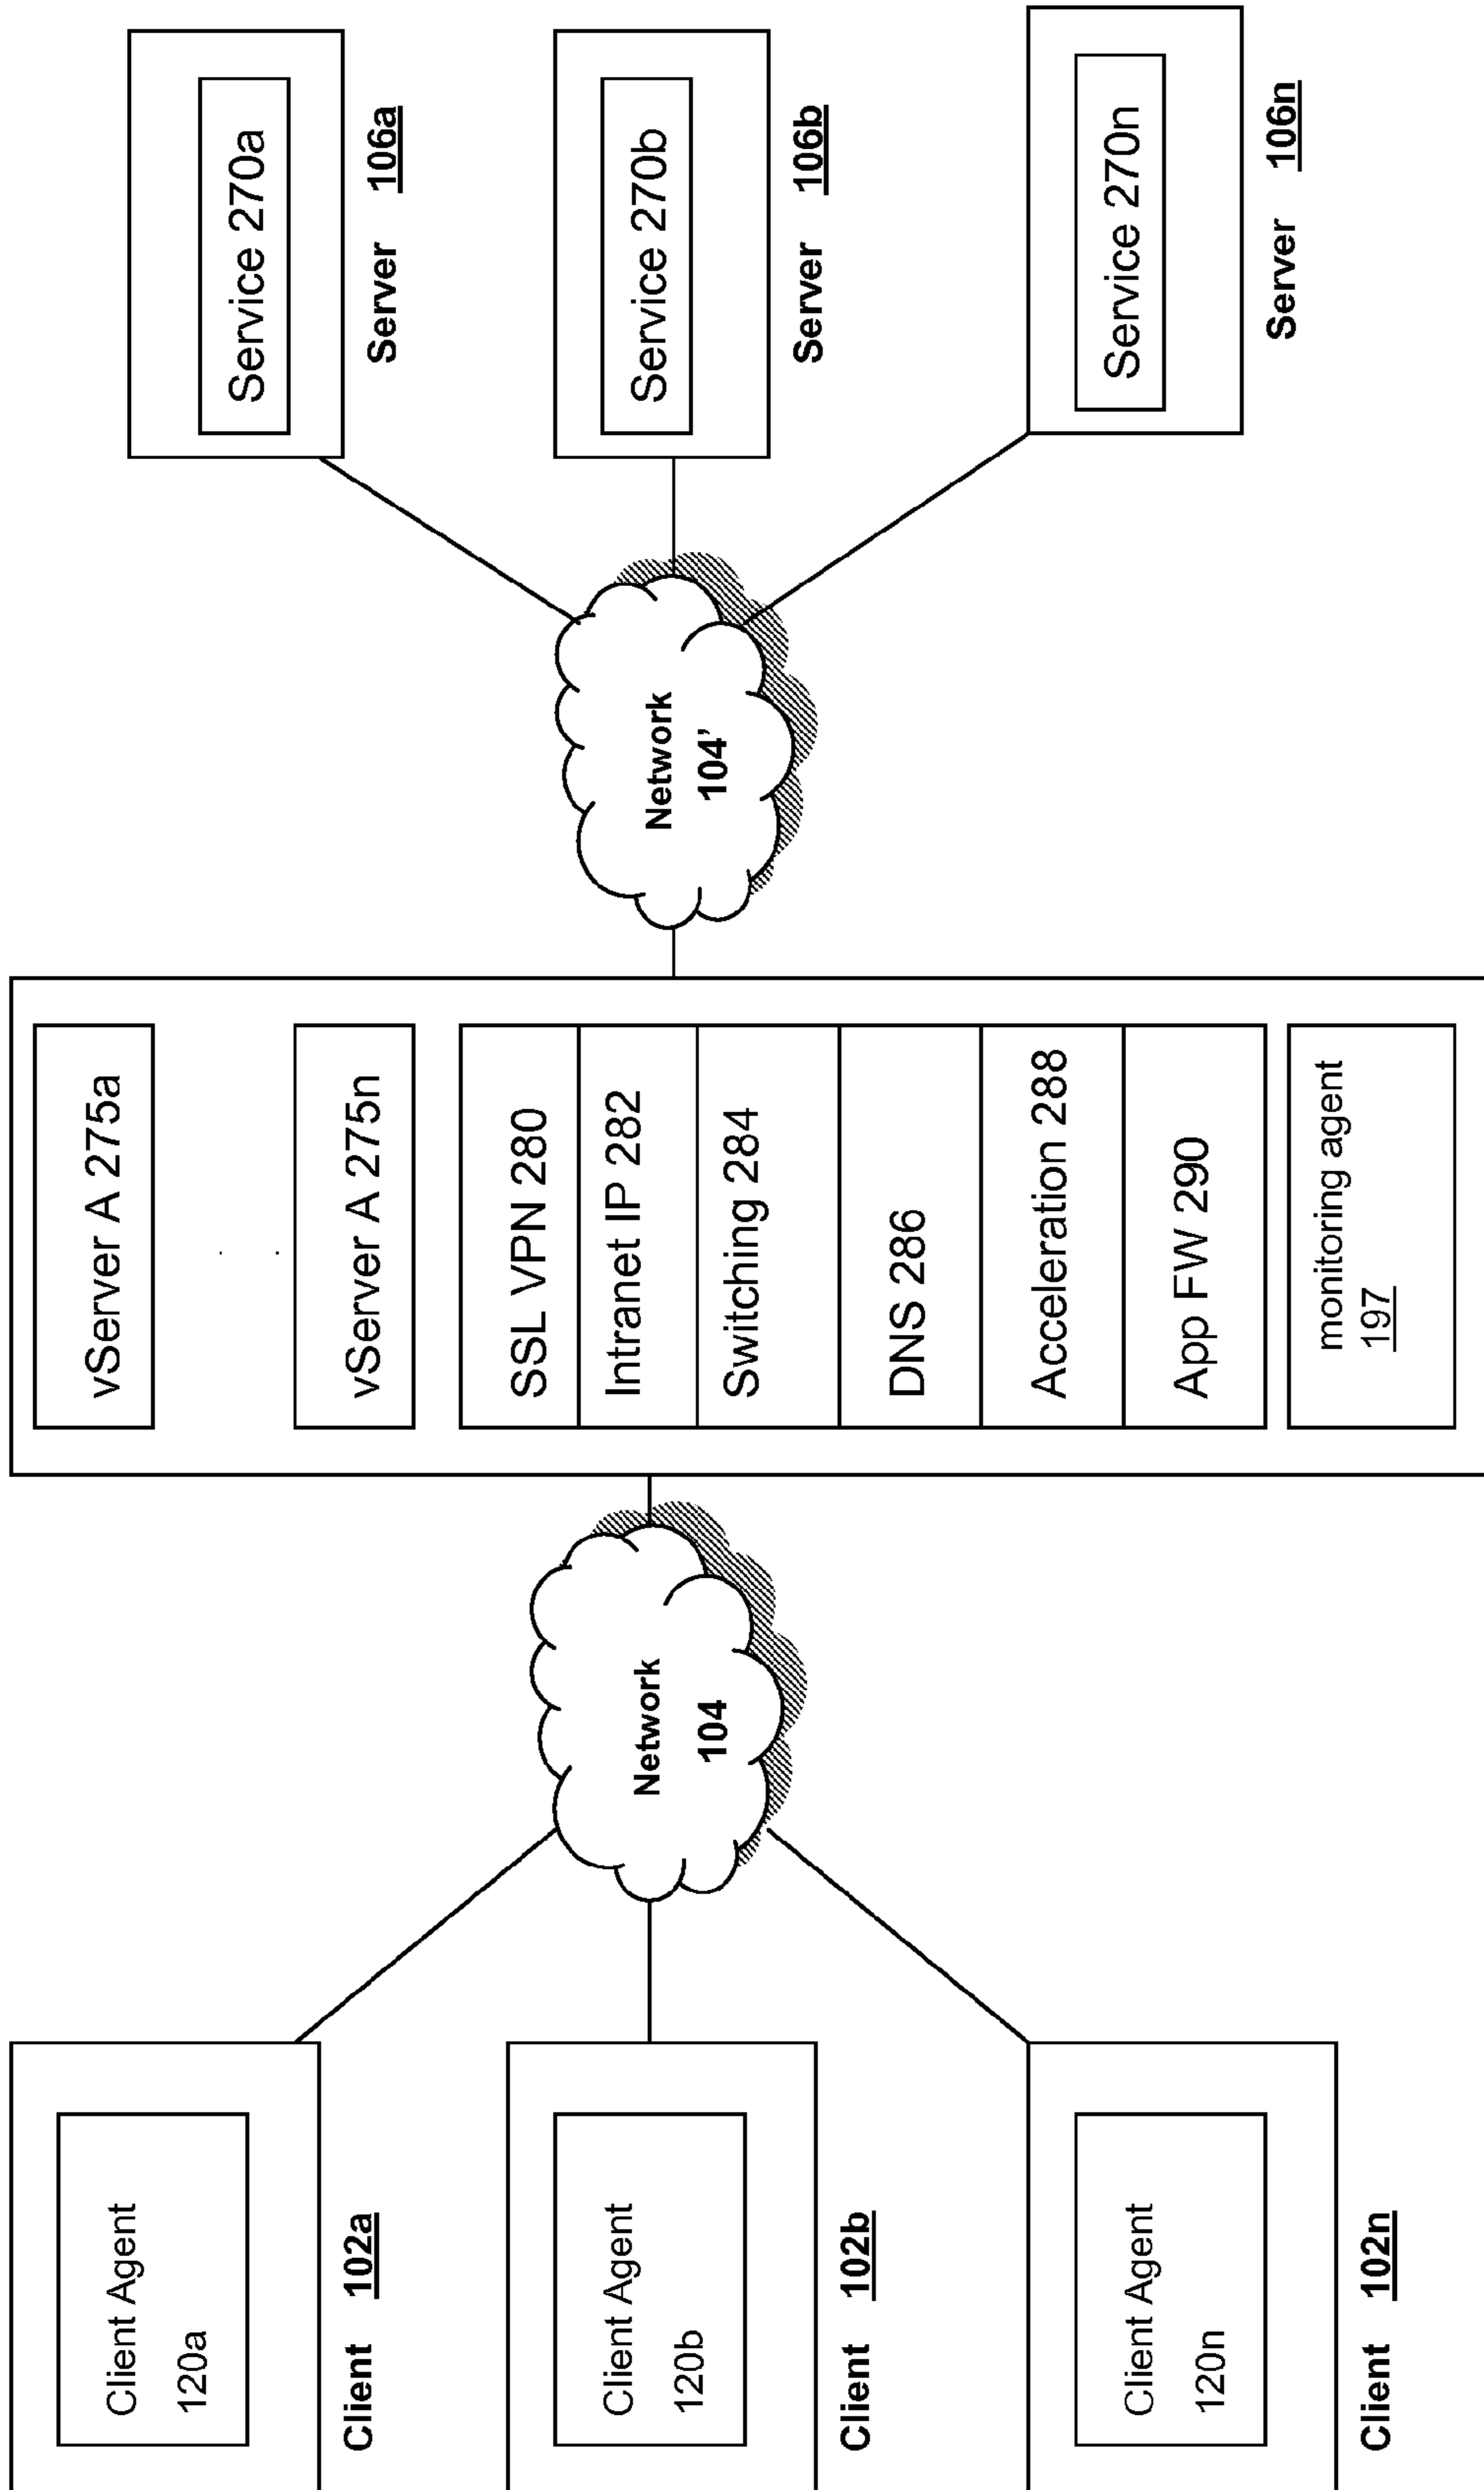 Client Agent
120a
Client 102a
Client Agent
120b
Client 102b
Client Agent
120n
Client 102n
Network
104
vServer A 275a
vServer A 275n
SSL VPN 280
Intranet IP 282
Switching 284
DNS 286
Acceleration 288
App FW 290
monitoring agent
197
Network
104’
Service 270a
Server 106a
Service 270b
Server 106b
Service 270n
Server 106n